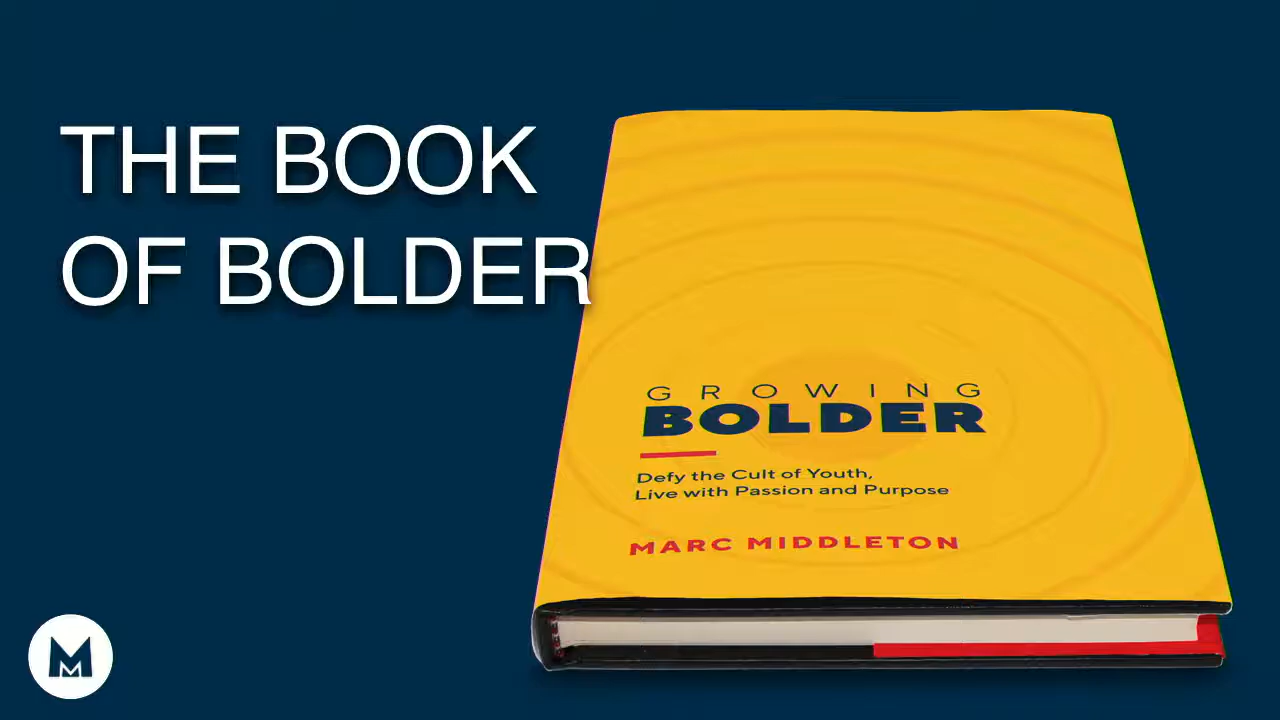 THE BOOK
OF BOLDER
GROWING
BOLDER
Defy the Cult of Youth,
Live with Passion and Purpose
MARC MIDDLETON
M
M